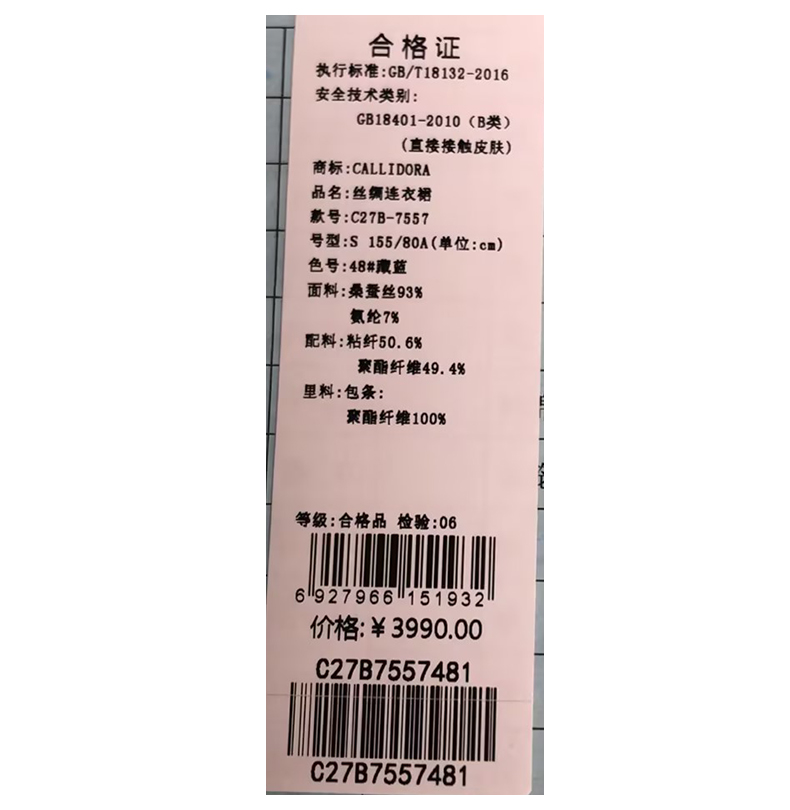 合格证
执行标准:GB/T18132-2016
安全技术类别:
GB18401-2010(B类)
(直接接触皮肤)
商标:CALLIDORA
品名:丝绸连衣裙
款号:C27B-7557
号型:S 155/80A(单位:cm)
色号:48#藏蓝
面料:桑蚕丝93%
氨纶7%
配料:粘纤50.6%
聚酯纤维49.4%
里料:包条:
聚酯纤维100%
等级:合格品 检验:06
6 927966 151932
价格:¥3990.00
C27B7557481
C27B7557481